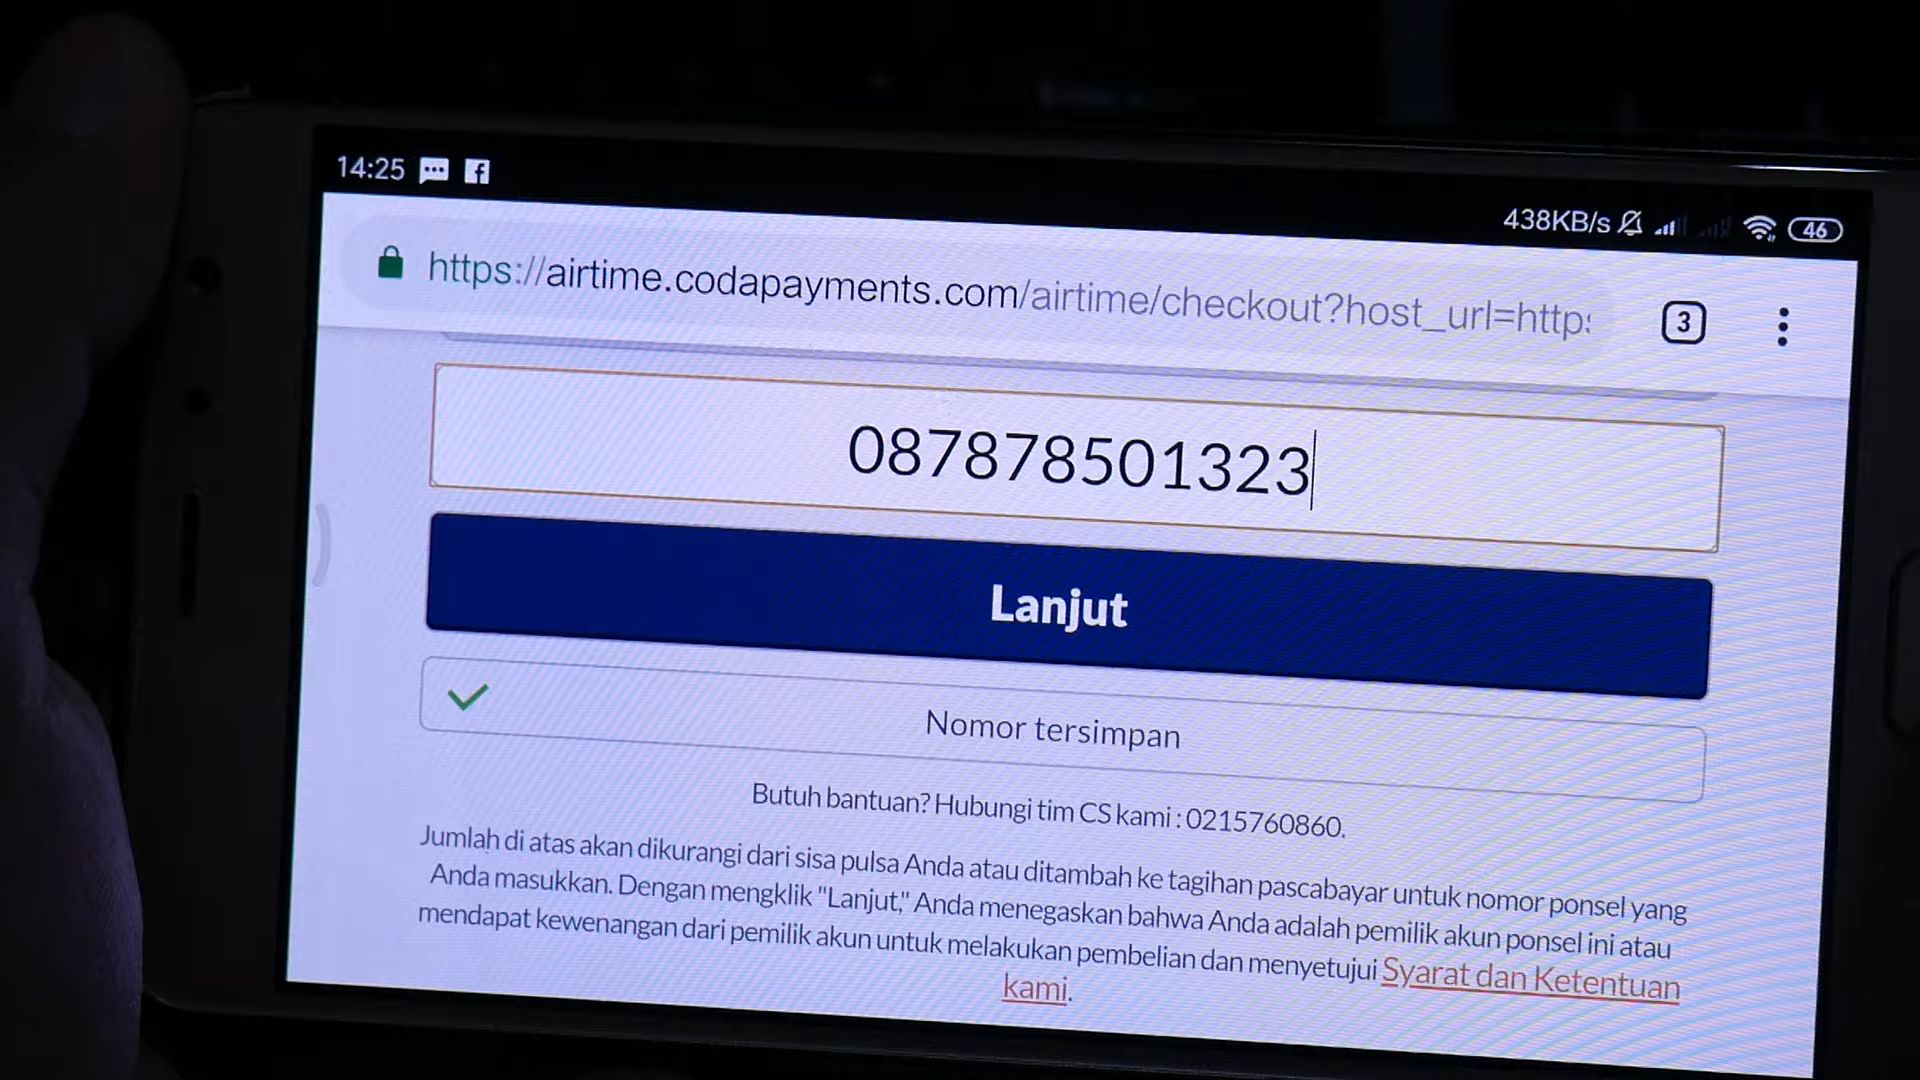 14:25
438KB/s 46
https://airtime.codapayments.com/airtime/checkout?host_url=http
3
087878501323
Lanjut
Nomor tersimpan
Butuh bantuan? Hubungi tim CS kami : 0215760860.
Jumlah di atas akan dikurangi dari sisa pulsa Anda atau ditambah ke tagihan pascabayar untuk nomor ponsel yang
Anda masukkan. Dengan mengklik "Lanjut," Anda menegaskan bahwa Anda adalah pemilik akun ponsel ini atau
mendapat kewenangan dari pemilik akun untuk melakukan pembelian dan menyetujui Syarat dan Ketentuan
kami.